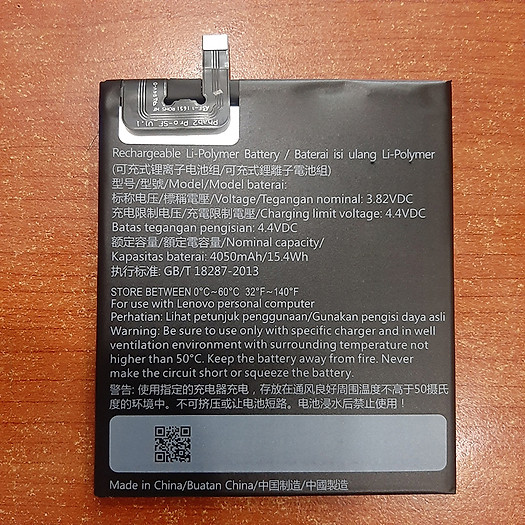 Phab2 Pro-SF V1.1
Rechargeable Li-Polymer Battery / Baterai isi ulang Li-Polymer
(可充式锂离子电池组/可充式鋰離子電池組)
型号/型號/Model/Model baterai:
标称电压/標稱電壓/Voltage/Tegangan nominal: 3.82VDC
充电限制电压/充電限制電壓/Charging limit voltage: 4.4VDC
Batas tegangan pengisian: 4.4VDC
额定容量/額定電容量/Nominal capacity/
Kapasitas baterai: 4050mAh/15.4Wh
执行标准: GB/T 18287-2013
STORE BETWEEN 0°C~60°C 32°F~140°F
For use with Lenovo personal computer
Perhatian: Lihat petunjuk penggunaan/Gunakan pengisi daya asli
Warning: Be sure to use only with specific charger and in well
ventilation environment with surrounding temperature not
higher than 50°C. Keep the battery away from fire. Never
make the circuit short or squeeze the battery.
警告: 使用指定的充电器充电，存放在通风良好周围温度不高于50摄氏
度的环境中。不可挤压或让电池短路。电池浸水后禁止使用！
Made in China/Buatan China/中国制造/中國製造